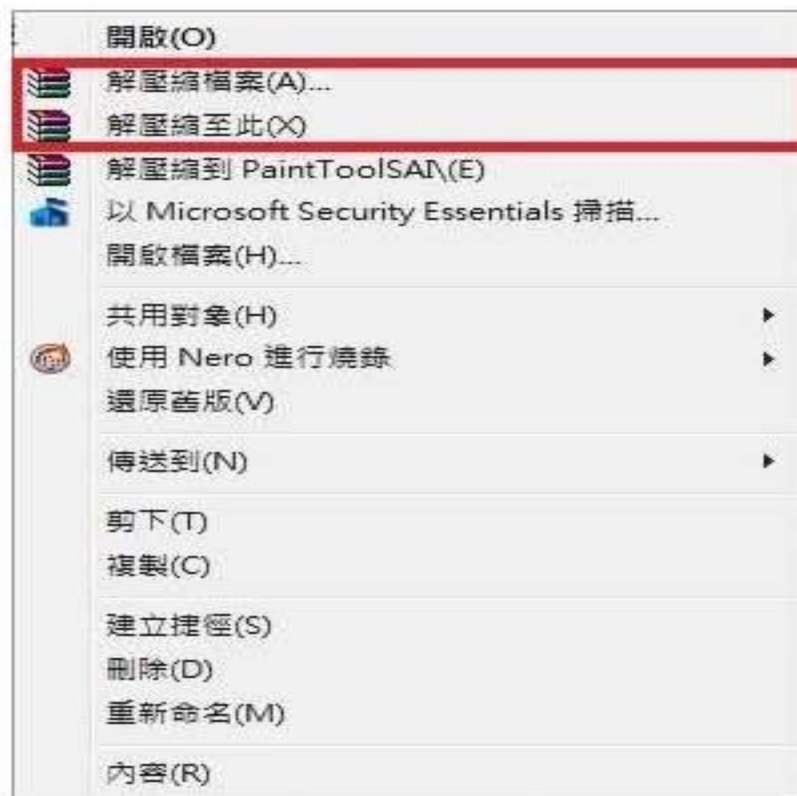 開啟(O)
解壓縮檔案(A)...
解壓縮至此(X)
解壓縮到 PaintToolSAI\(E)
以 Microsoft Security Essentials 掃描...
開啟檔案(H)...
共用對象(H)
使用 Nero 進行燒錄
還原舊版(V)
傳送到(N)
剪下(T)
複製(C)
建立捷徑(S)
刪除(D)
重新命名(M)
內容(R)